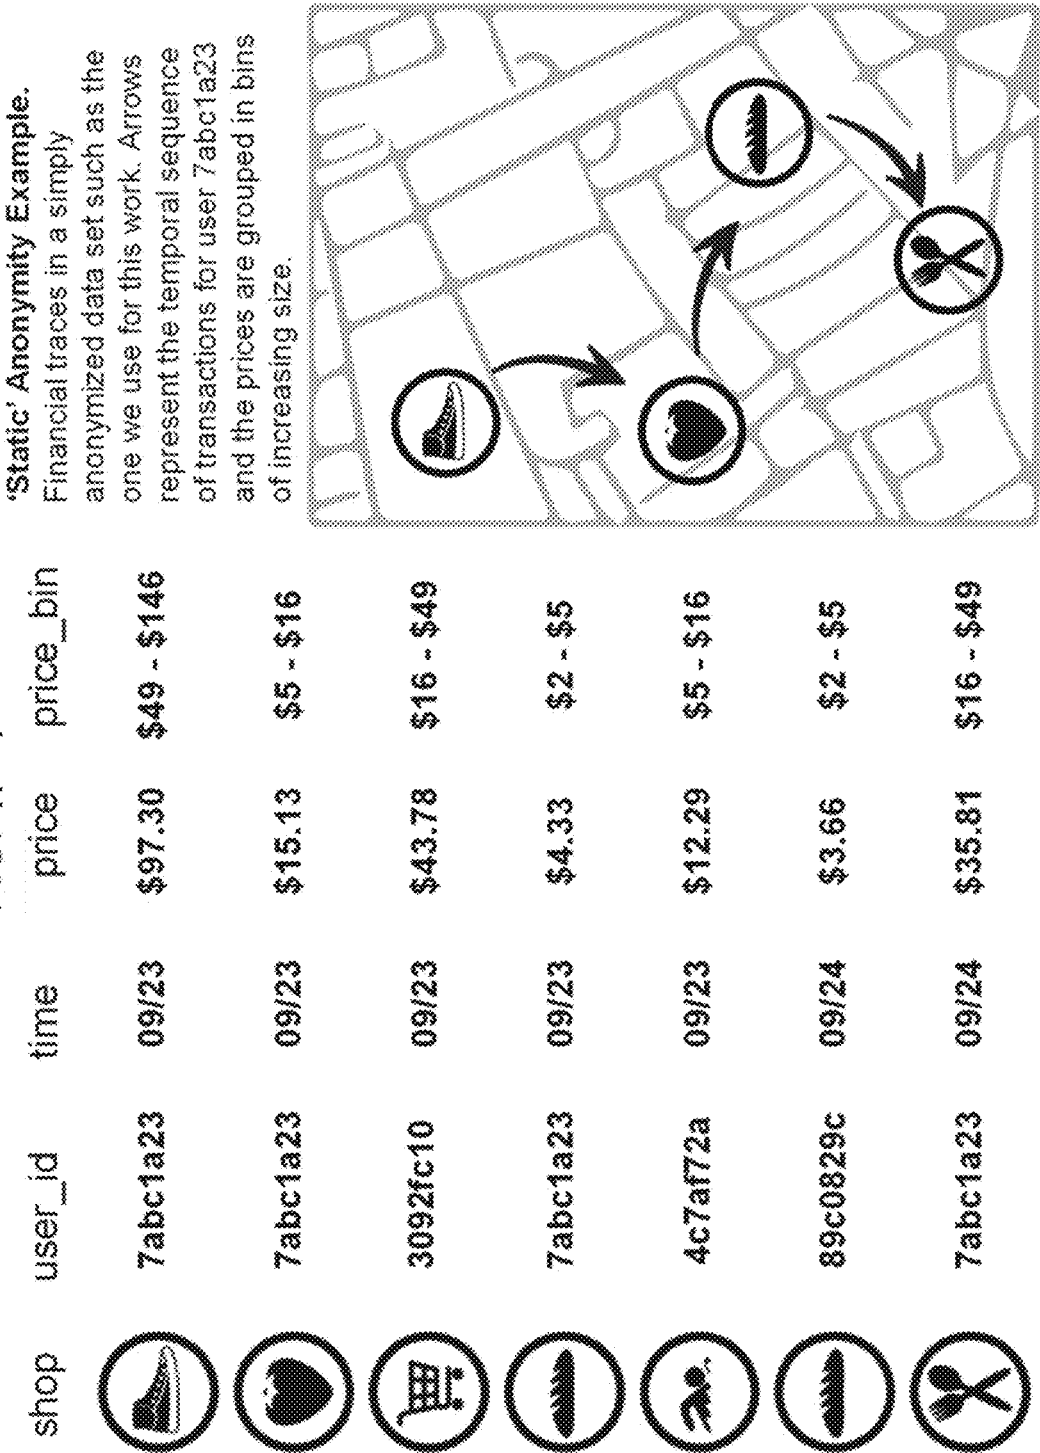 shop user_id time price price_bin
7abc1a23 09/23 $97.30 $49 - $146
7abc1a23 09/23 $15.13 $5 - $16
3092fc10 09/23 $43.78 $16 - $49
7abc1a23 09/23 $4.33 $2 - $5
4c7af72a 09/23 $12.29 $5 - $16
89c0829c 09/24 $3.66 $2 - $5
7abc1a23 09/24 $35.81 $16 - $49
‘Static’ Anonymity Example.
Financial traces in a simply
anonymized data set such as the
one we use for this work. Arrows
represent the temporal sequence
of transactions for user 7abc1a23
and the prices are grouped in bins
of increasing size.